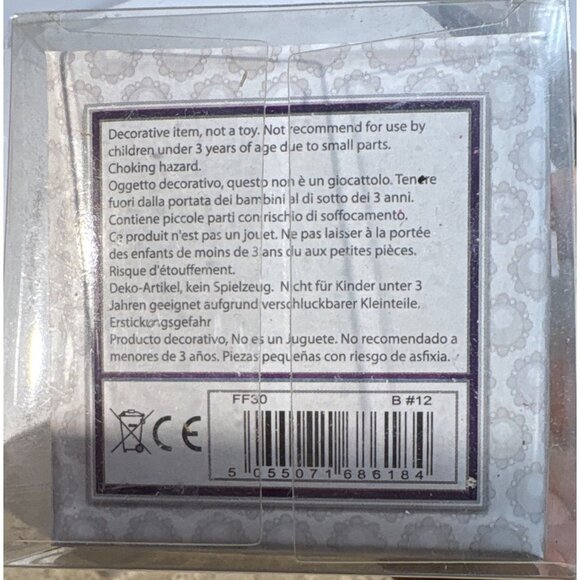 Decorative item, not a toy. Not recommend for use by
children under 3 years of age due to small parts.
Choking hazard.
Oggetto decorativo, questo non è un giocattolo. Tenere
fuori dalla portata dei bambini al di sotto dei 3 anni.
Contiene piccole parti con rischio di soffocamento.
Ce produit n'est pas un jouet. Ne pas laisser à la portée
des enfants de moins de 3 ans du aux petites pièces.
Risque d'étouffement.
Deko-Artikel, kein Spielzeug. Nicht für Kinder unter 3
Jahren geeignet aufgrund verschluckbarer Kleinteile.
Erstickungsgefahr
Producto decorativo, No es un Juguete. No recomendado a
menores de 3 años. Piezas pequeñas con riesgo de asfixia.
FF30 B #12
CE
5 055071 686184